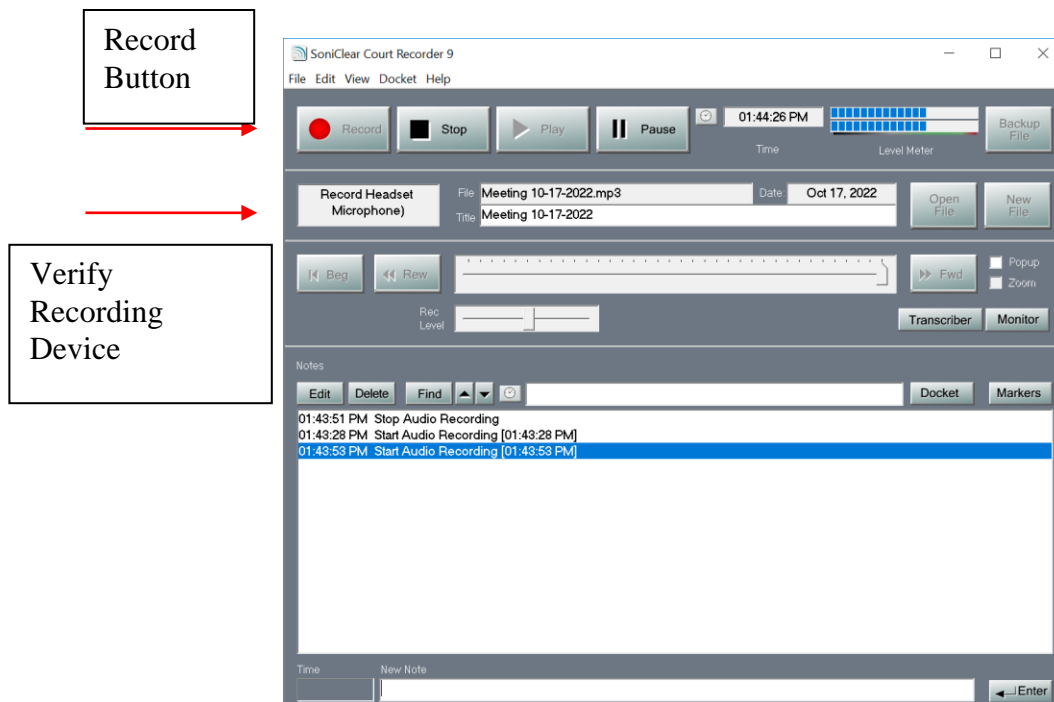 Record
Button
Verify
Recording
Device
SoniClear Court Recorder 9
File Edit View Docket Help
Record Stop Play Pause 01:44:26 PM Backup
File
Time Level Meter
Record Headset
Microphone)
File Meeting 10-17-2022.mp3 Date: Oct 17, 2022
Title Meeting 10-17-2022
Open
File
New
File
Beg Rew Fwd Popup
Zoom
Rec
Level
Transcriber Monitor
Notes
Edit Delete Find Docket Markers
01:43:51 PM Stop Audio Recording
01:43:28 PM Start Audio Recording [01:43:28 PM]
01:43:53 PM Start Audio Recording [01:43:53 PM]
Time New Note
Enter